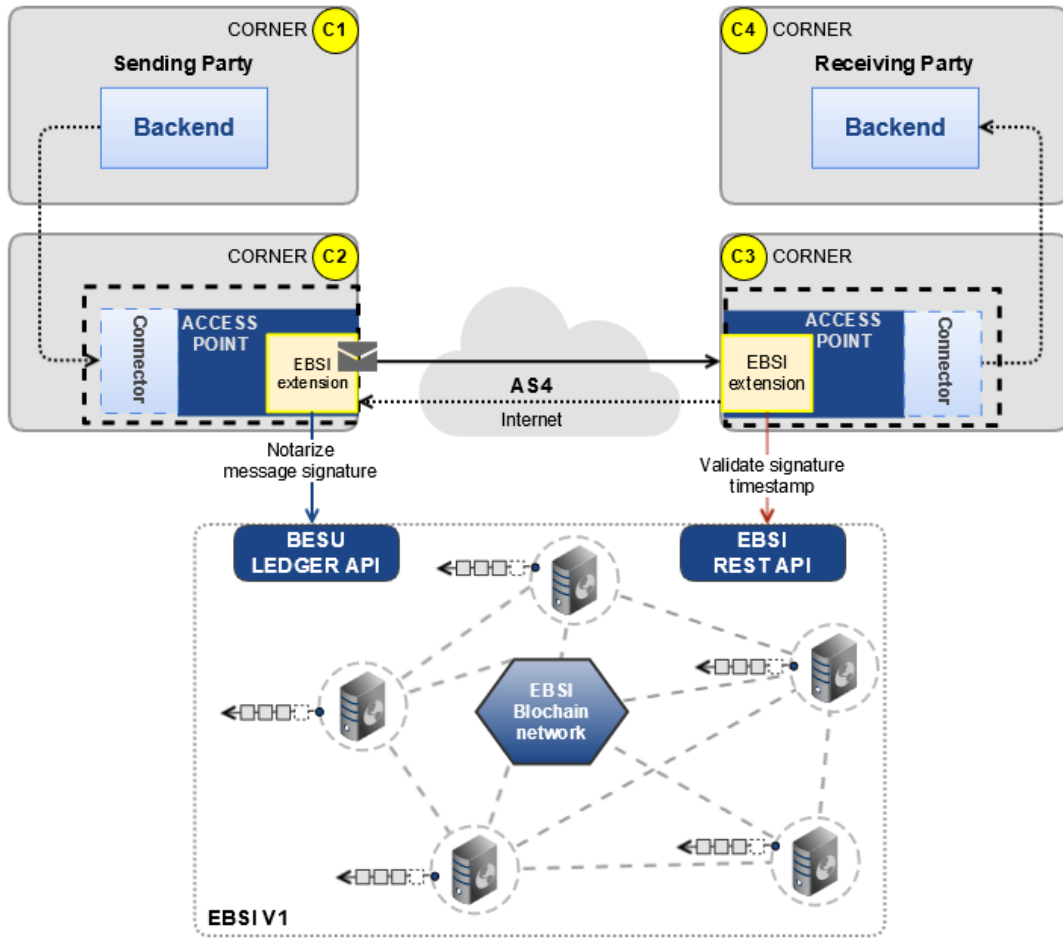 CORNER C1
Sending Party
Backend
C4 CORNER
Receiving Party
Backend
CORNER C2
Connector
ACCESS
POINT
EBSI
extension
AS4
Internet
C3 CORNER
EBSI
extension
ACCESS
POINT
Connector
Notarize
message signature
Validate signature
timestamp
BESU
LEDGER API
EBSI
REST API
EBSI
Blochain
network
EBSI V1